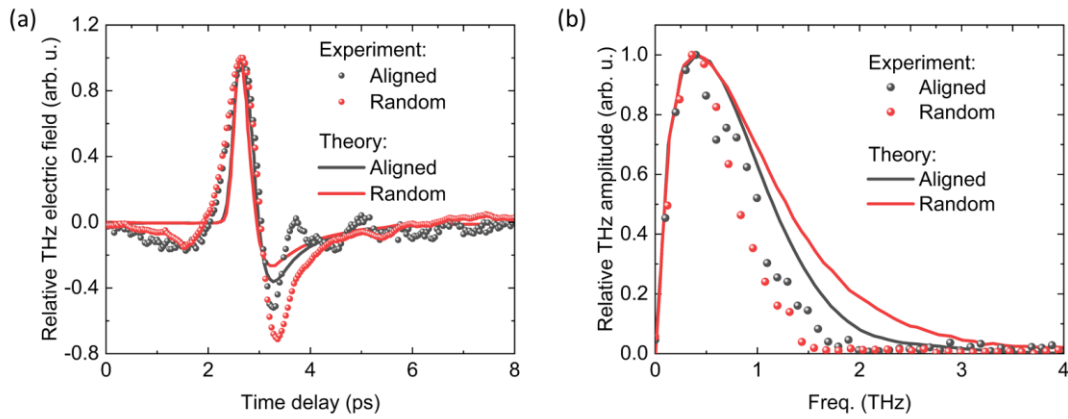 (a)
Relative THz electric field (arb. u.)
1.2
0.8
0.4
0.0
-0.4
-0.8
0
2
4
6
8
Time delay (ps)
Experiment:
Aligned
Random
Theory:
Aligned
Random
(b)
Relative THz amplitude (arb. u.)
1.0
0.8
0.6
0.4
0.2
0.0
0
1
2
3
4
Freq. (THz)
Experiment:
Aligned
Random
Theory:
Aligned
Random